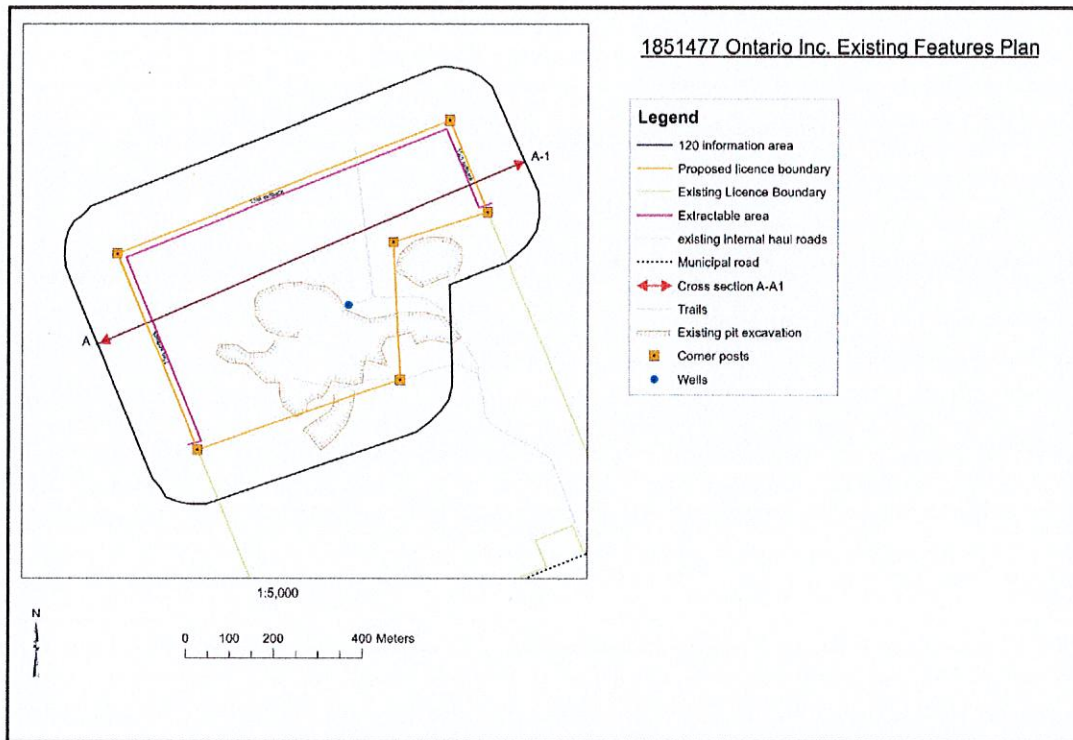 1851477 Ontario Inc. Existing Features Plan
Legend
120 information area
Proposed licence boundary
Existing Licence Boundary
Extractable area
existing Internal haul roads
Municipal road
Cross section A-A1
Trails
Existing pit excavation
Corner posts
Wells
A-1
A
1:5,000
N
0 100 200 400 Meters